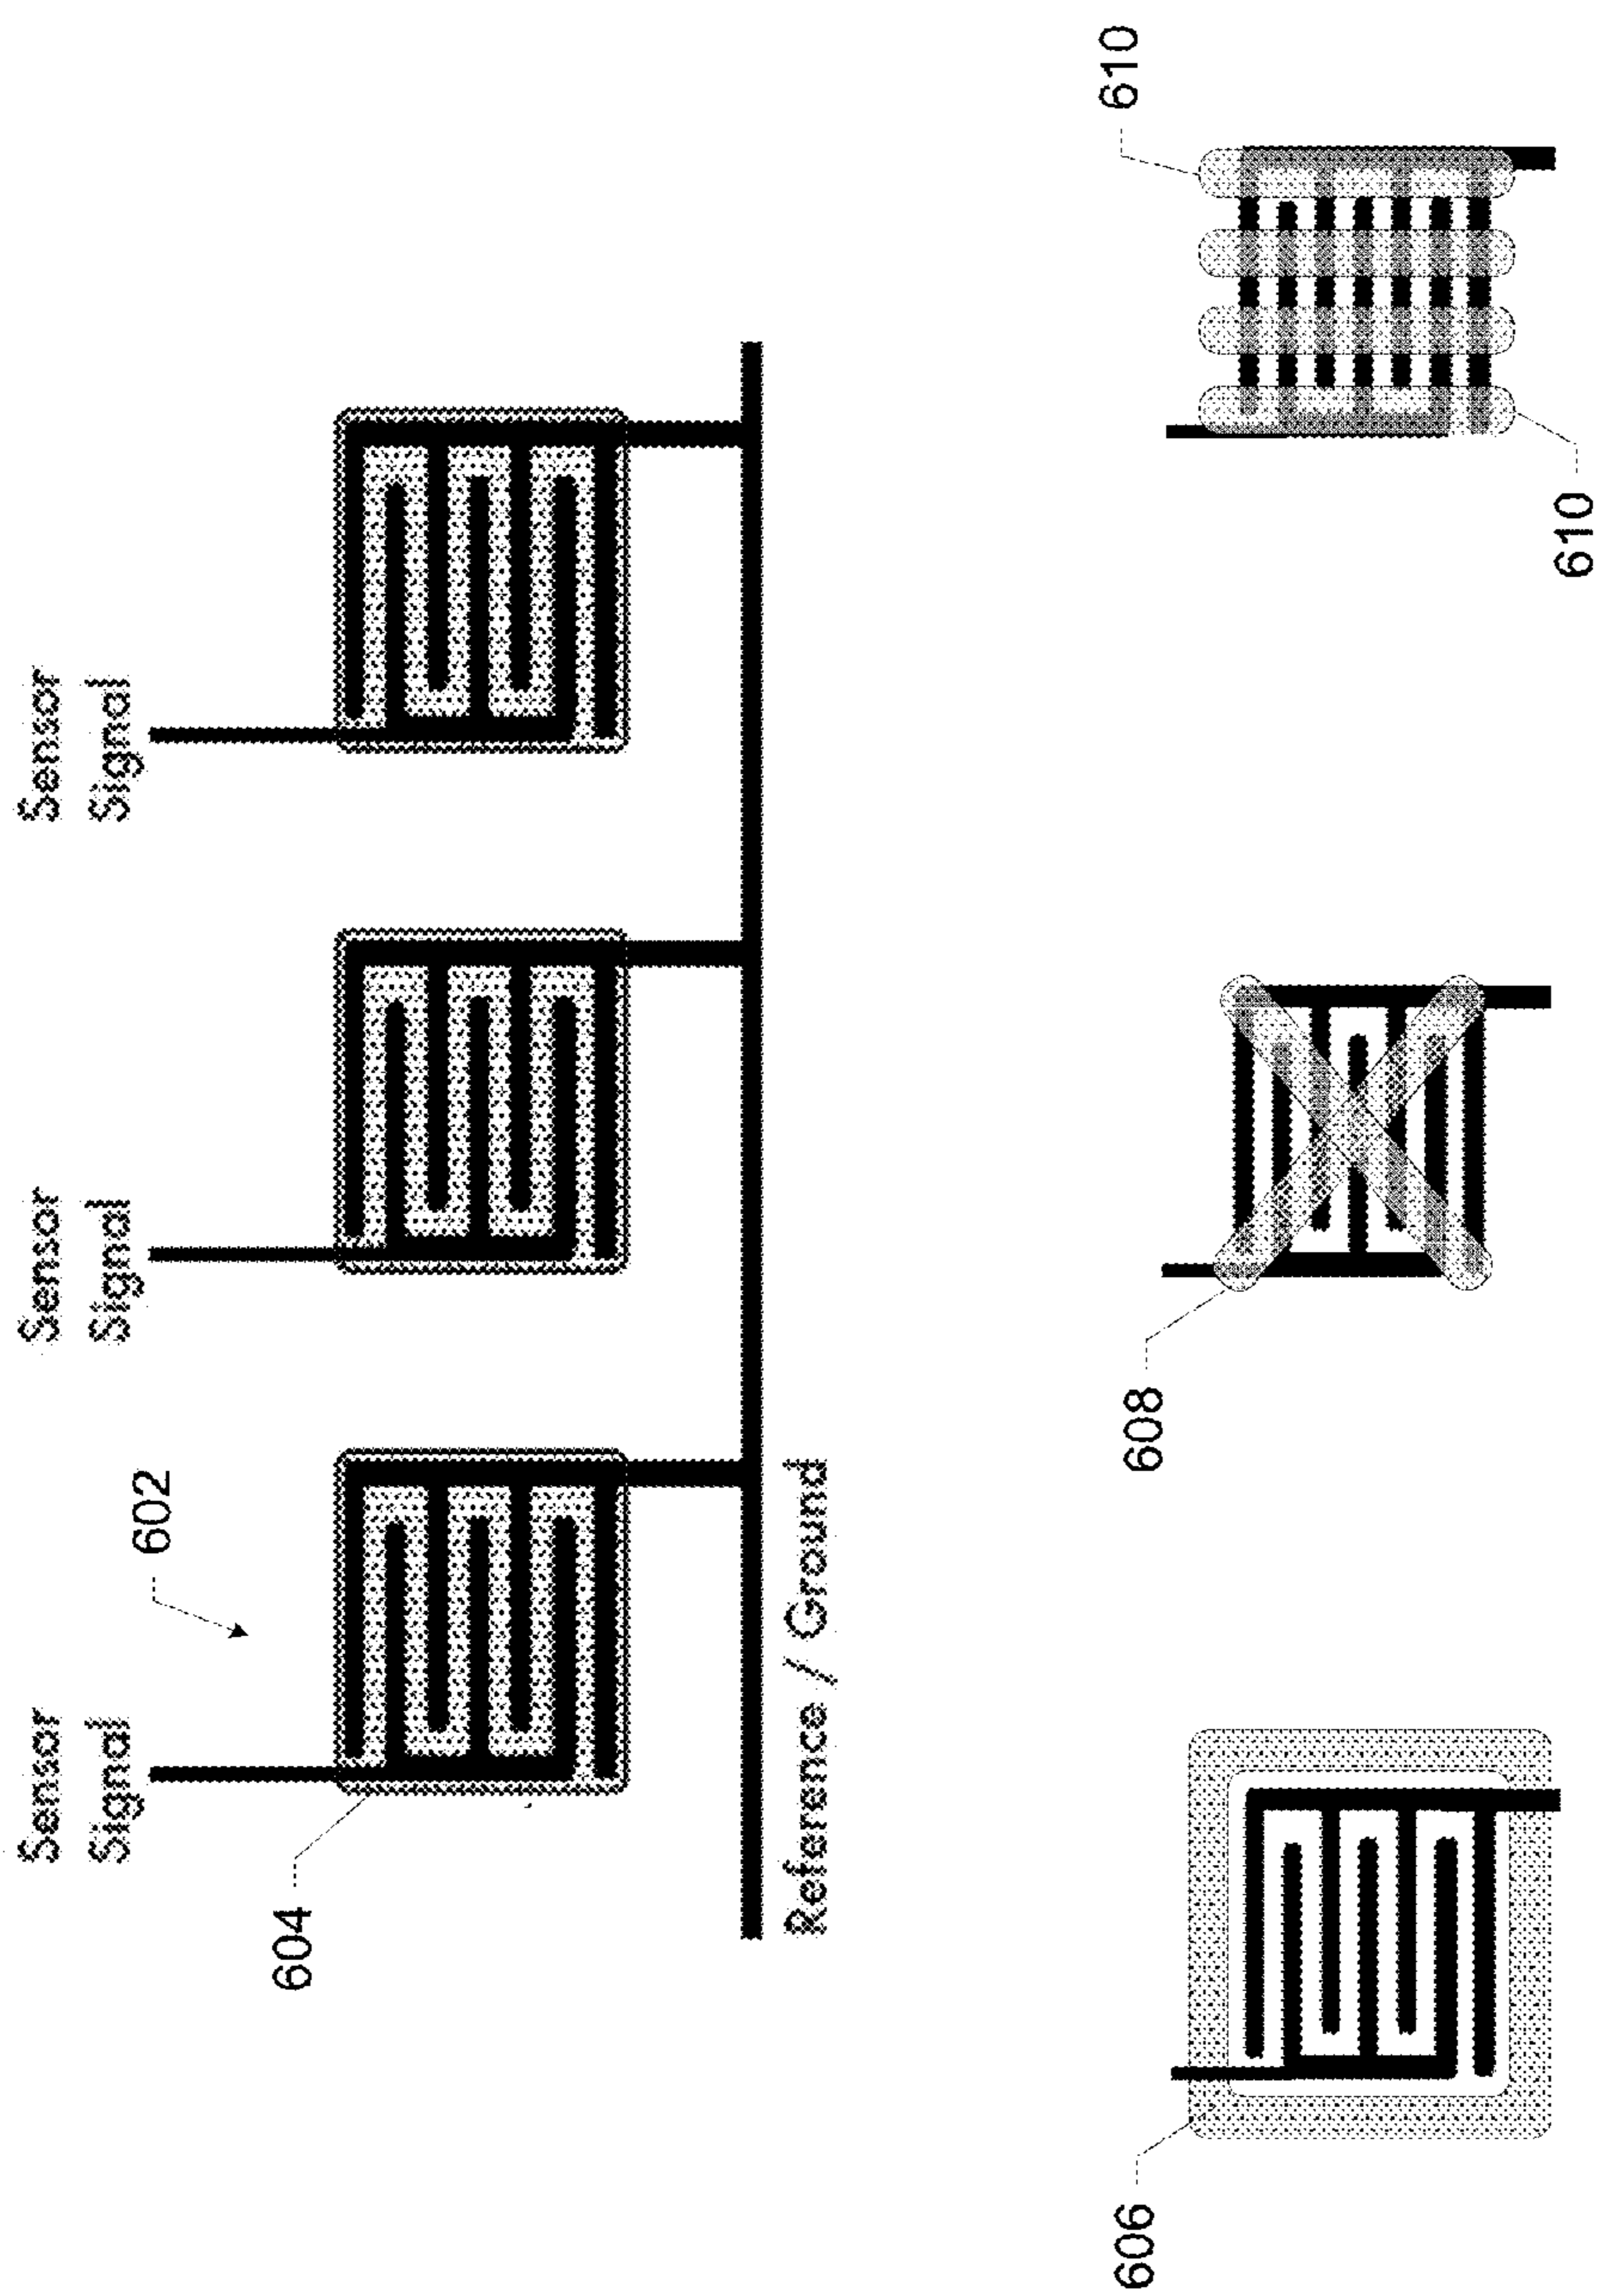 Sensor
Signal
Sensor
Signal
Sensor
Signal
602
604
Reference / Ground
606
608
610
610